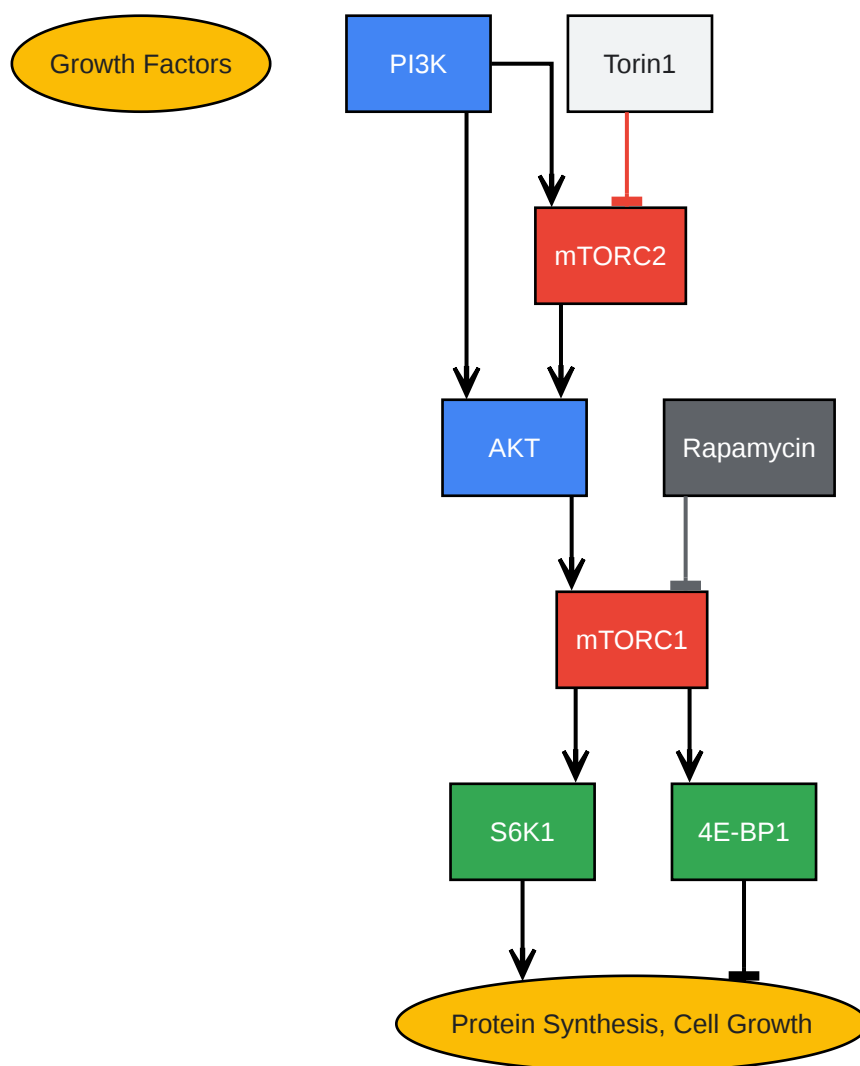 Growth Factors
PI3K
Torin1
mTORC2
AKT
Rapamycin
mTORC1
S6K1
4E-BP1
Protein Synthesis, Cell Growth